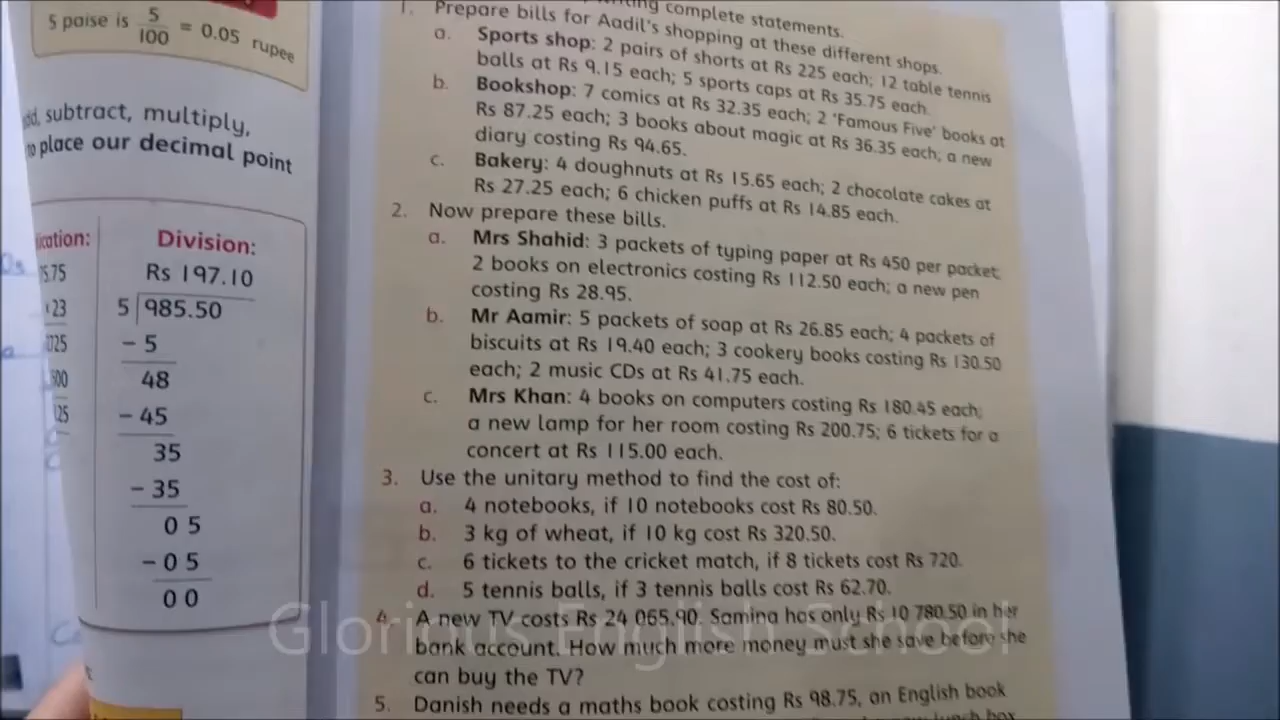 5 paise is 5/100 = 0.05 rupee
subtract, multiply,
place our decimal point
Division:
5.75
Rs 197.10
23
5 985.50
- 5
48
- 45
35
- 35
0 5
- 0 5
0 0
complete statements.
1. Prepare bills for Aadil's shopping at these different shops.
a. Sports shop: 2 pairs of shorts at Rs 225 each; 12 table tennis
balls at Rs 9.15 each; 5 sports caps at Rs 35.75 each.
b. Bookshop: 7 comics at Rs 32.35 each; 2 'Famous Five' books at
Rs 87.25 each; 3 books about magic at Rs 36.35 each; a new
diary costing Rs 94.65.
c. Bakery: 4 doughnuts at Rs 15.65 each; 2 chocolate cakes at
Rs 27.25 each; 6 chicken puffs at Rs 14.85 each.
2. Now prepare these bills.
a. Mrs Shahid: 3 packets of typing paper at Rs 450 per packet;
2 books on electronics costing Rs 112.50 each; a new pen
costing Rs 28.95.
b. Mr Aamir: 5 packets of soap at Rs 26.85 each; 4 packets of
biscuits at Rs 19.40 each; 3 cookery books costing Rs 130.50
each; 2 music CDs at Rs 41.75 each.
c. Mrs Khan: 4 books on computers costing Rs 180.45 each;
a new lamp for her room costing Rs 200.75; 6 tickets for a
concert at Rs 115.00 each.
3. Use the unitary method to find the cost of:
a. 4 notebooks, if 10 notebooks cost Rs 80.50.
b. 3 kg of wheat, if 10 kg cost Rs 320.50.
c. 6 tickets to the cricket match, if 8 tickets cost Rs 720.
d. 5 tennis balls, if 3 tennis balls cost Rs 62.70.
4. A new TV costs Rs 24 065.90. Samina has only Rs 10 780.50 in her
bank account. How much more money must she save before she
can buy the TV?
5. Danish needs a maths book costing Rs 98.75, an English book
lunch box
Glorious English School